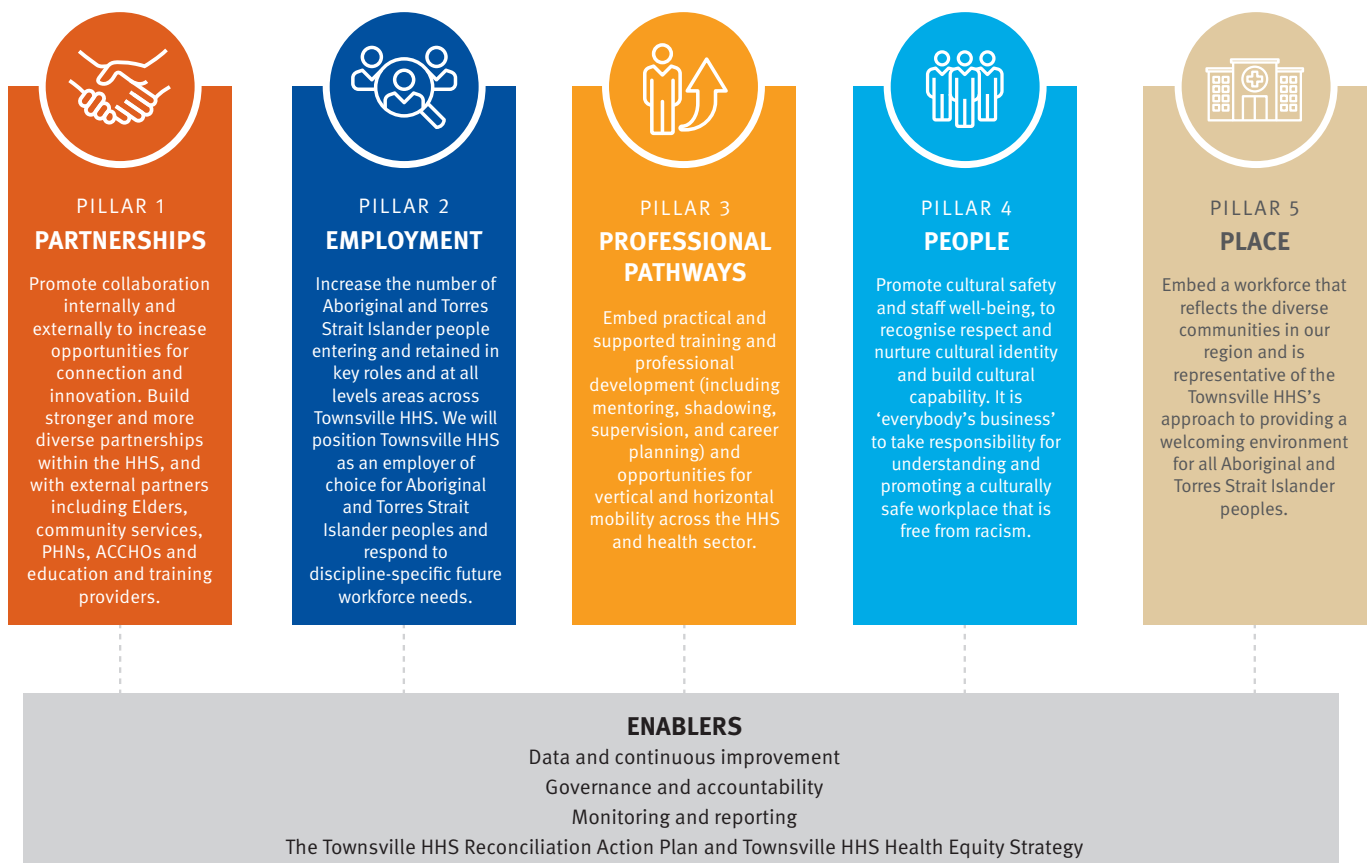 PILLAR 1
PARTNERSHIPS
Promote collaboration
internally and
externally to increase
opportunities for
connection and
innovation. Build
stronger and more
diverse partnerships
within the HHS, and
with external partners
including Elders,
community services,
PHNs, ACCHOs and
education and training
providers.
PILLAR 2
EMPLOYMENT
Increase the number of
Aboriginal and Torres
Strait Islander people
entering and retained in
key roles and at all
levels areas across
Townsville HHS. We will
position Townsville HHS
as an employer of
choice for Aboriginal
and Torres Strait
Islander peoples and
respond to
discipline-specific future
workforce needs.
PILLAR 3
PROFESSIONAL
PATHWAYS
Embed practical and
supported training and
professional
development (including
mentoring, shadowing,
supervision, and career
planning) and
opportunities for
vertical and horizontal
mobility across the HHS
and health sector.
PILLAR 4
PEOPLE
Promote cultural safety
and staff well-being, to
recognise respect and
nurture cultural identity
and build cultural
capability. It is
‘everybody’s business’
to take responsibility for
understanding and
promoting a culturally
safe workplace that is
free from racism.
PILLAR 5
PLACE
Embed a workforce that
reflects the diverse
communities in our
region and is
representative of the
Townsville HHS’s
approach to providing a
welcoming environment
for all Aboriginal and
Torres Strait Islander
peoples.
ENABLERS
Data and continuous improvement
Governance and accountability
Monitoring and reporting
The Townsville HHS Reconciliation Action Plan and Townsville HHS Health Equity Strategy